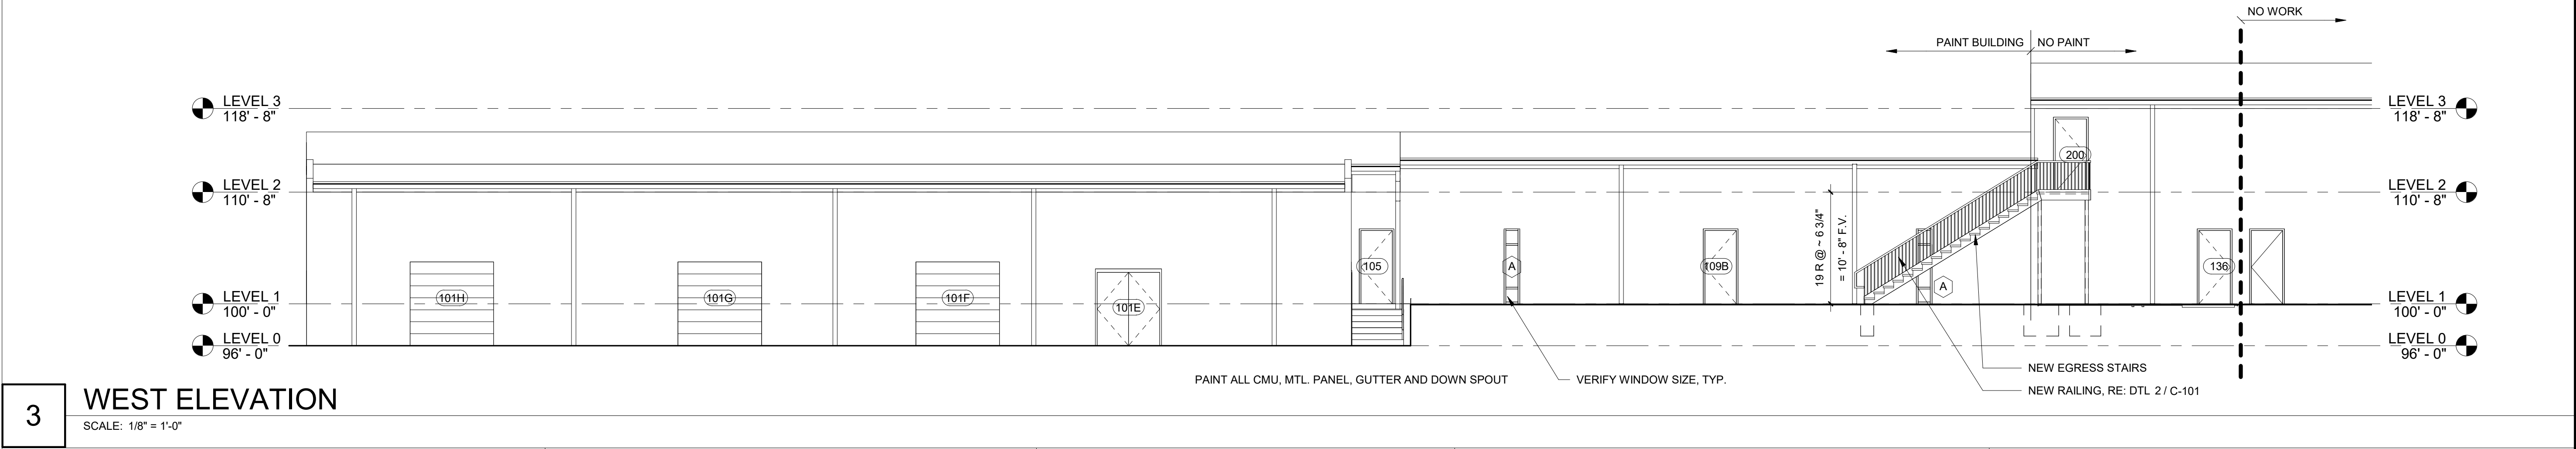 NO WORK
PAINT BUILDING
NO PAINT
LEVEL 3
118' - 8"
LEVEL 3
118' - 8"
200
LEVEL 2
110' - 8"
LEVEL 2
110' - 8"
19 R @ ~ 6 3/4"
= 10' - 8" F.V.
105
A
109B
136
A
101H
101G
101F
101E
LEVEL 1
100' - 0"
LEVEL 1
100' - 0"
LEVEL 0
96' - 0"
LEVEL 0
96' - 0"
NEW EGRESS STAIRS
PAINT ALL CMU, MTL. PANEL, GUTTER AND DOWN SPOUT
VERIFY WINDOW SIZE, TYP.
NEW RAILING, RE: DTL 2 / C-101
3
WEST ELEVATION
SCALE: 1/8" = 1'-0"